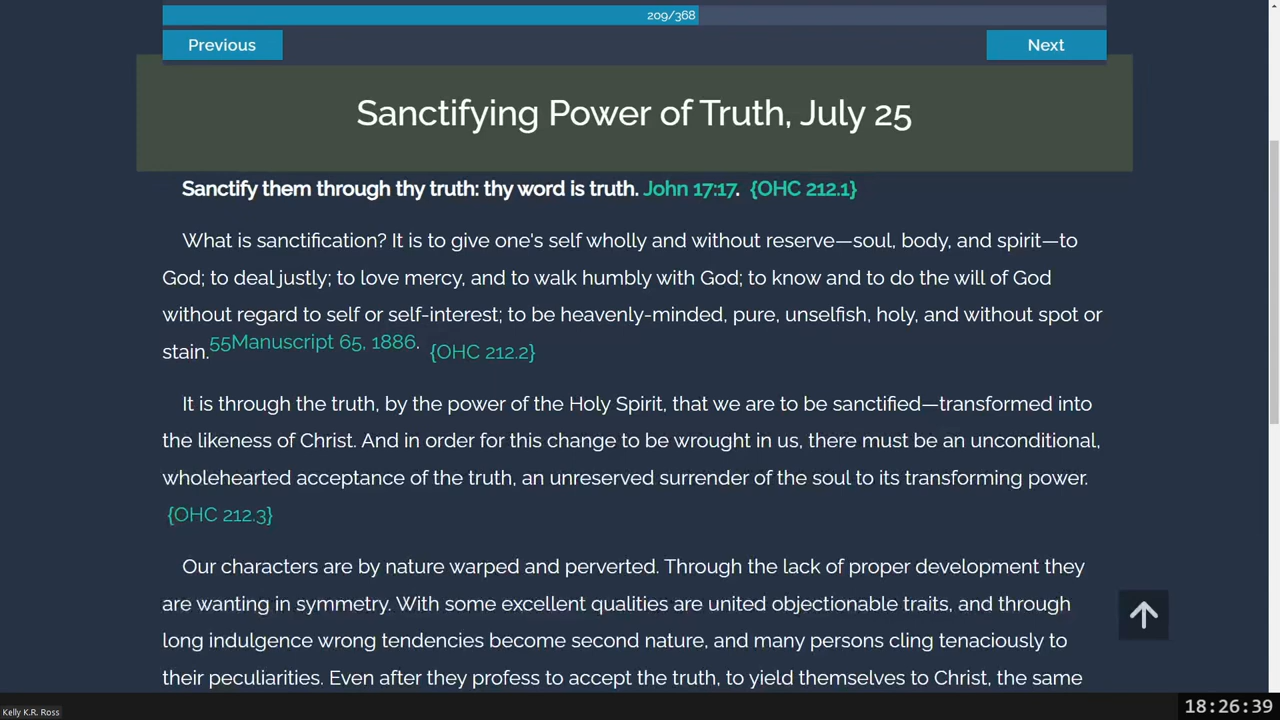 209/368
Previous
Next
Sanctifying Power of Truth, July 25
Sanctify them through thy truth: thy word is truth. John 17:17. {OHC 212.1}
What is sanctification? It is to give one's self wholly and without reserve—soul, body, and spirit—to
God; to deal justly; to love mercy, and to walk humbly with God; to know and to do the will of God
without regard to self or self-interest; to be heavenly-minded, pure, unselfish, holy, and without spot or
stain.55Manuscript 65, 1886. {OHC 212.2}
It is through the truth, by the power of the Holy Spirit, that we are to be sanctified—transformed into
the likeness of Christ. And in order for this change to be wrought in us, there must be an unconditional,
wholehearted acceptance of the truth, an unreserved surrender of the soul to its transforming power.
{OHC 212.3}
Our characters are by nature warped and perverted. Through the lack of proper development they
are wanting in symmetry. With some excellent qualities are united objectionable traits, and through
long indulgence wrong tendencies become second nature, and many persons cling tenaciously to
their peculiarities. Even after they profess to accept the truth, to yield themselves to Christ, the same
Kelly K.R. Ross
18:26:39